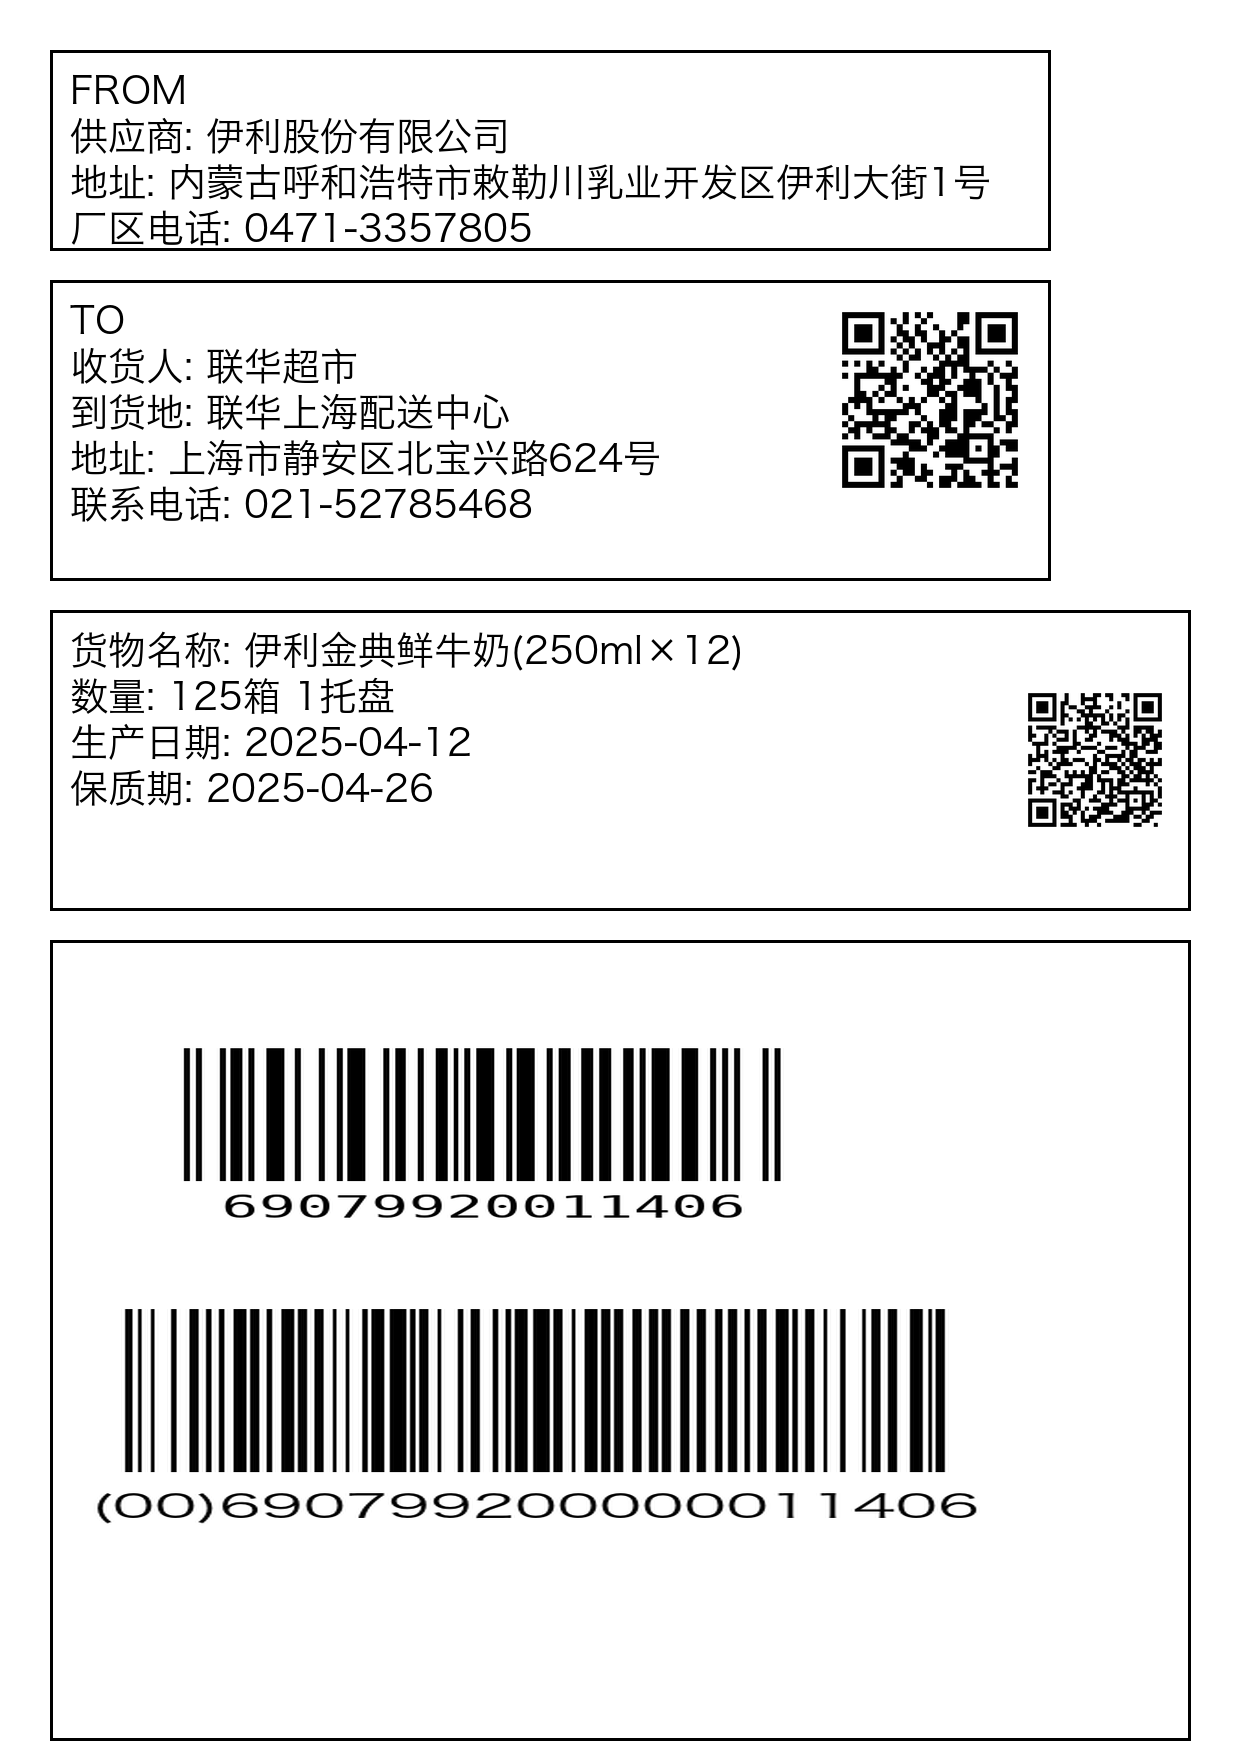 FROM
供应商: 伊利股份有限公司
地址: 内蒙古呼和浩特市敕勒川乳业开发区伊利大街1号
厂区电话: 0471-3357805
TO
收货人: 联华超市
到货地: 联华上海配送中心
地址: 上海市静安区北宝兴路624号
联系电话: 021-52785468
货物名称: 伊利金典鲜牛奶(250ml×12)
数量: 125箱 1托盘
生产日期: 2025-04-12
保质期: 2025-04-26
69079920011406
(00)690799200000011406